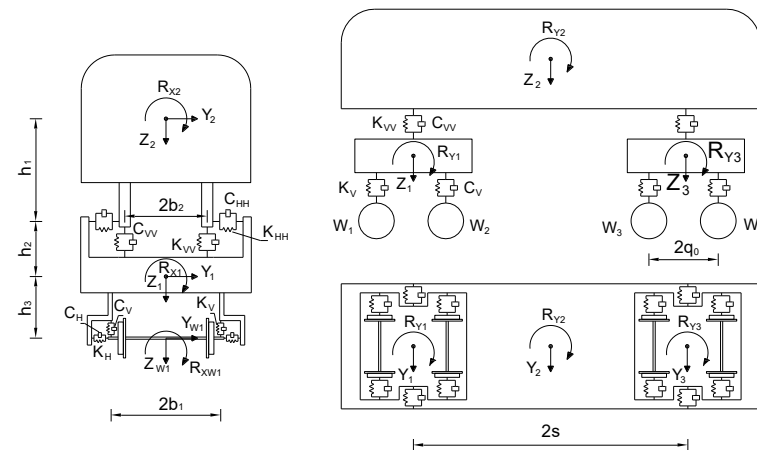 R_X2
Y_2
Z_2
h_1
2b_2
C_HH
K_HH
C_VV
K_VV
h_2
R_X1
Y_1
Z_1
h_3
C_H
C_V
K_V
K_H
Y_W1
Z_W1
R_XW1
2b_1
R_Y2
Z_2
K_VV
C_VV
R_Y1
Z_1
R_Y3
Z_3
K_V
C_V
W_1
W_2
W_3
W
2q_0
R_Y1
Y_1
R_Y2
Y_2
R_Y3
Y_3
2s